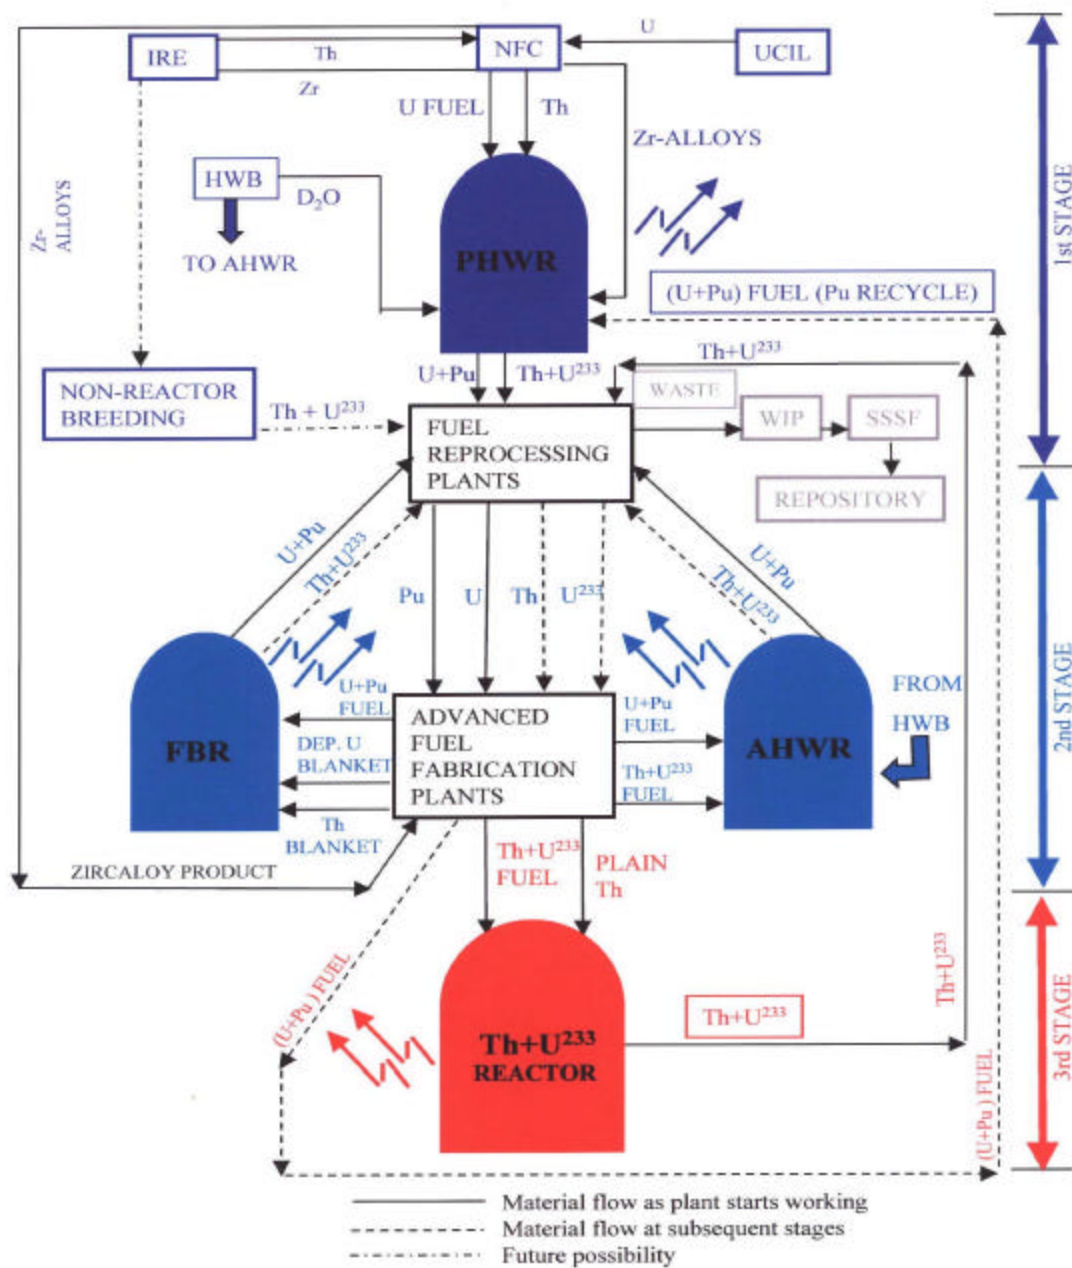 IRE
Th
Zr
NFC
U
UCIL
U FUEL
Th
Zr-ALLOYS
Zr-
ALLOYS
HWB
D₂O
TO AHWR
PHWR
1st STAGE
(U+Pu) FUEL (Pu RECYCLE)
NON-REACTOR
BREEDING
Th + U²³³
U+Pu
Th+U²³³
Th+U²³³
WASTE
FUEL
REPROCESSING
PLANTS
WIP
SSSF
REPOSITORY
U+Pu
Th+U²³³
Pu
U
Th
U²³³
U+Pu
Th+U²³³
2nd STAGE
FBR
U+Pu
FUEL
DEP. U
BLANKET
Th
BLANKET
ADVANCED
FUEL
FABRICATION
PLANTS
U+Pu
FUEL
Th+U²³³
FUEL
AHWR
FROM
HWB
ZIRCALOY PRODUCT
Th+U²³³
FUEL
PLAIN
Th
(U+Pu ) FUEL
Th+U²³³
REACTOR
Th+U²³³
Th+U²³³
(U+Pu ) FUEL
3rd STAGE
Material flow as plant starts working
Material flow at subsequent stages
Future possibility